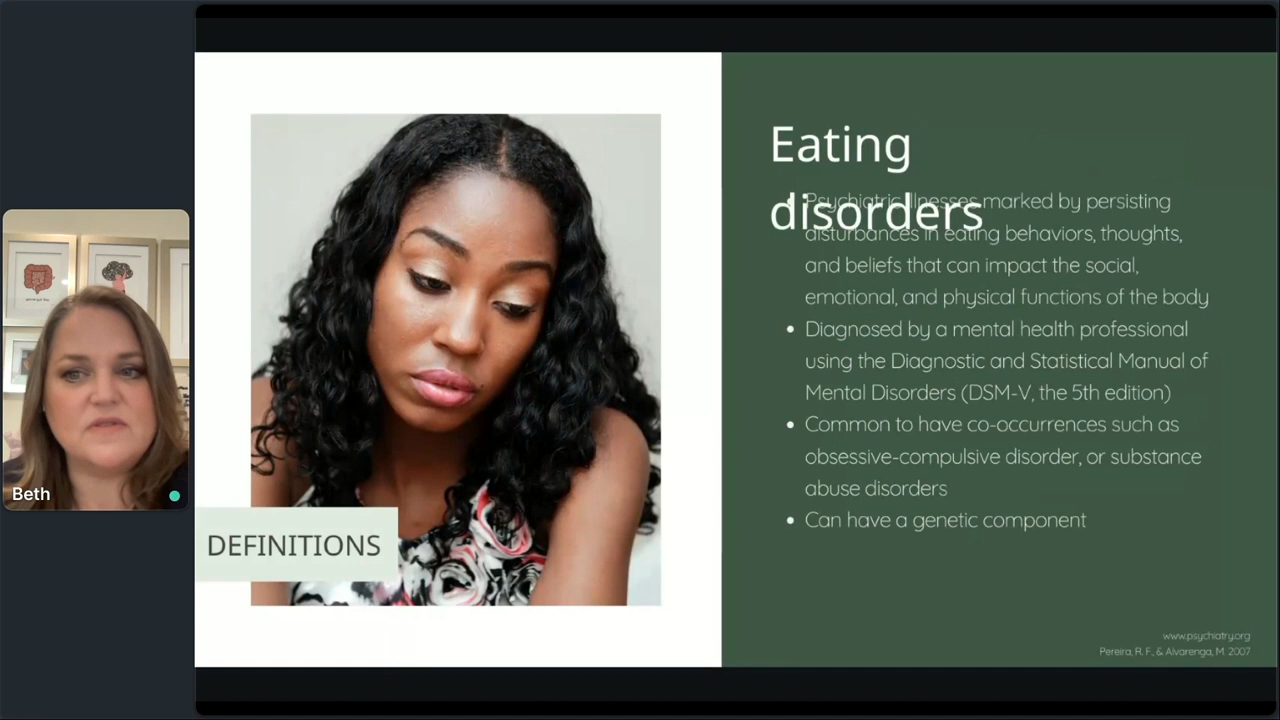 Beth
DEFINITIONS
Eating
disorders
Psychiatric illnesses marked by persisting
disturbances in eating behaviors, thoughts,
and beliefs that can impact the social,
emotional, and physical functions of the body
• Diagnosed by a mental health professional
using the Diagnostic and Statistical Manual of
Mental Disorders (DSM-V, the 5th edition)
• Common to have co-occurrences such as
obsessive-compulsive disorder, or substance
abuse disorders
• Can have a genetic component
www.psychiatry.org
Pereira, R. F., & Alvarenga, M. 2007